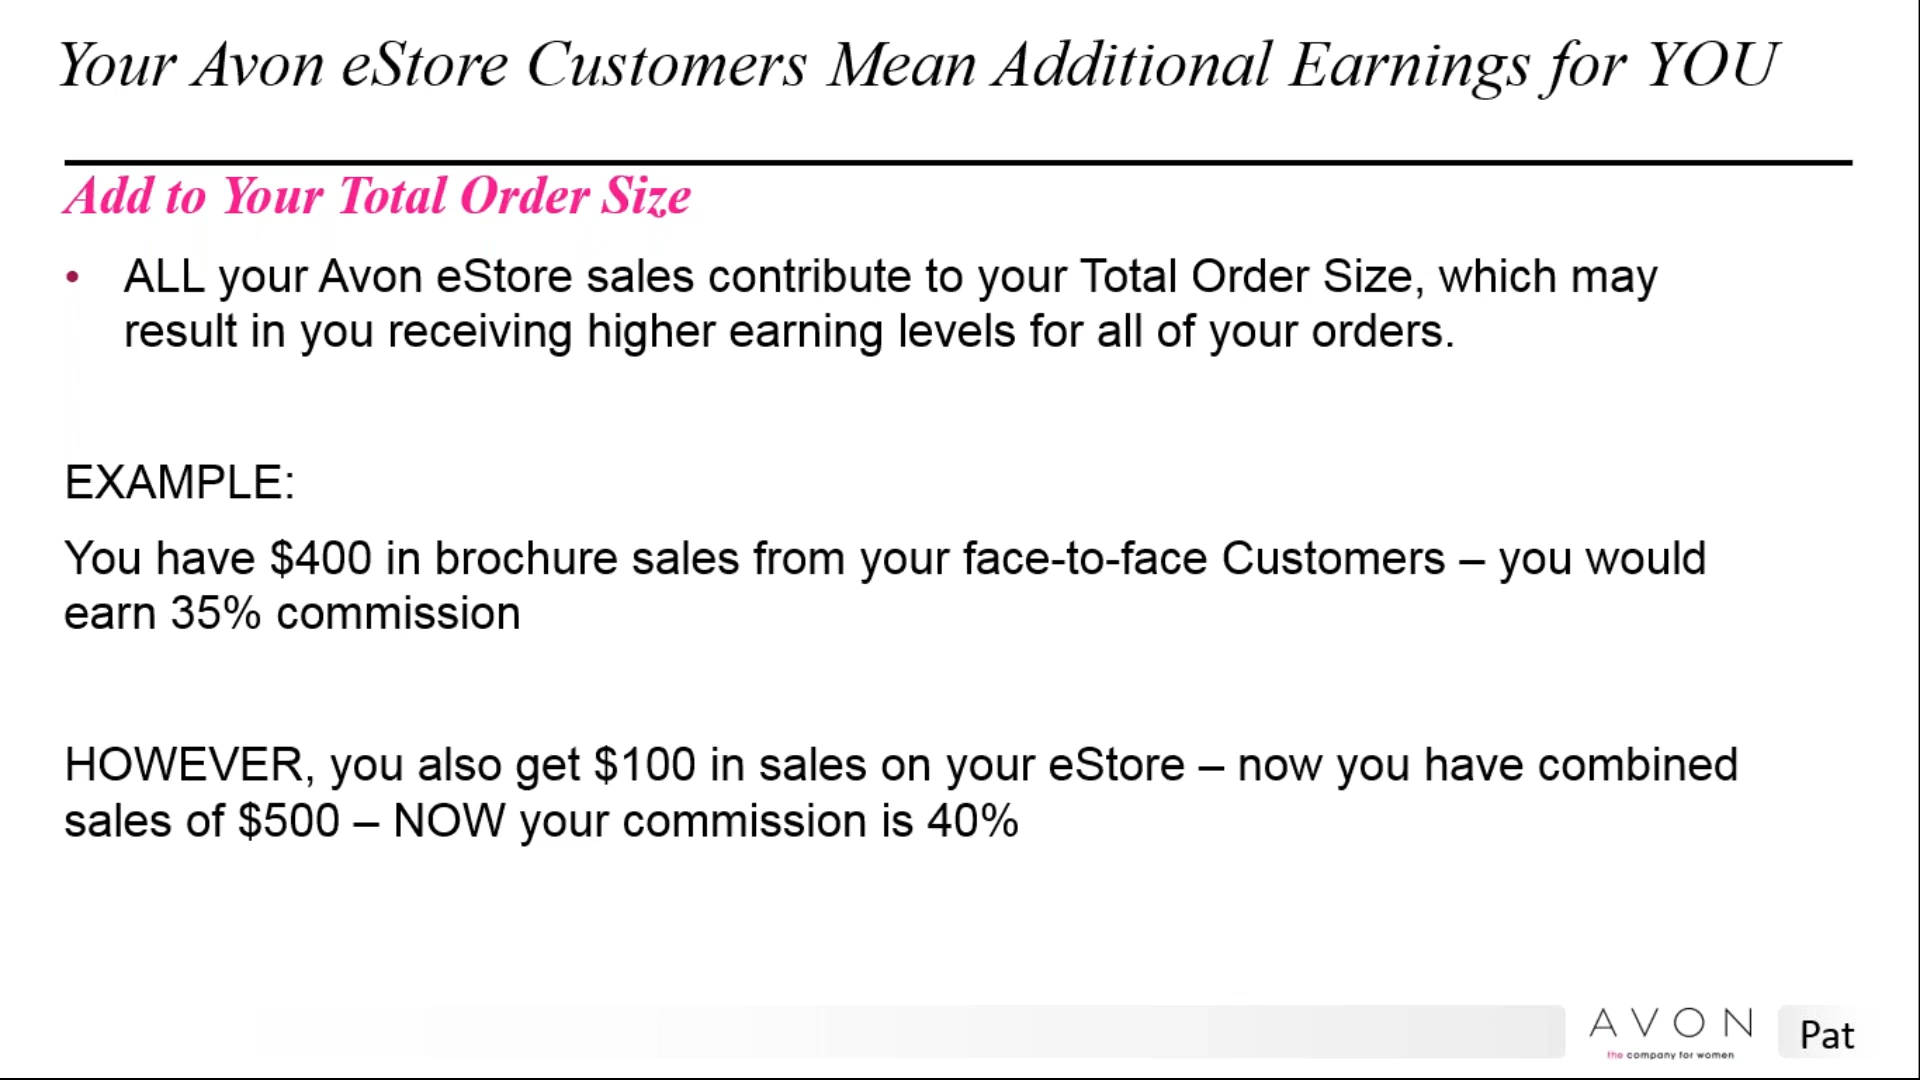 Your Avon eStore Customers Mean Additional Earnings for YOU
Add to Your Total Order Size
• ALL your Avon eStore sales contribute to your Total Order Size, which may
result in you receiving higher earning levels for all of your orders.
EXAMPLE:
You have $400 in brochure sales from your face-to-face Customers – you would
earn 35% commission
HOWEVER, you also get $100 in sales on your eStore – now you have combined
sales of $500 – NOW your commission is 40%
AVON
the company for women
Pat